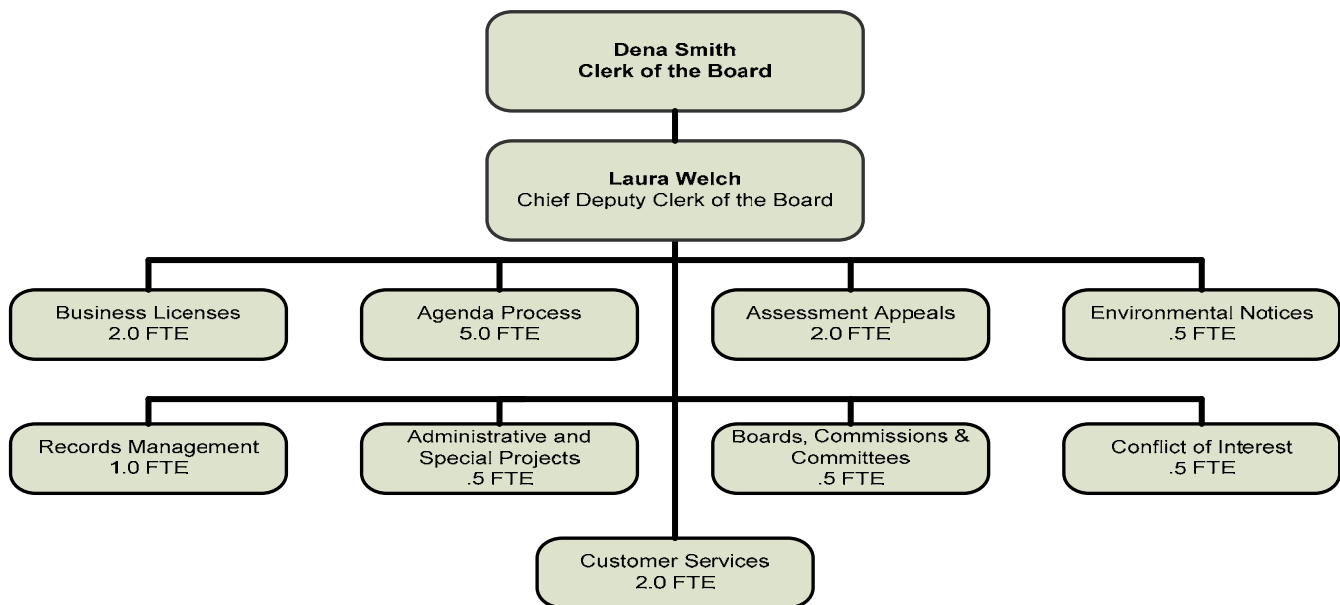 Dena Smith
Clerk of the Board
Laura Welch
Chief Deputy Clerk of the Board
Business Licenses
2.0 FTE
Agenda Process
5.0 FTE
Assessment Appeals
2.0 FTE
Environmental Notices
.5 FTE
Records Management
1.0 FTE
Administrative and
Special Projects
.5 FTE
Boards, Commissions &
Committees
.5 FTE
Conflict of Interest
.5 FTE
Customer Services
2.0 FTE